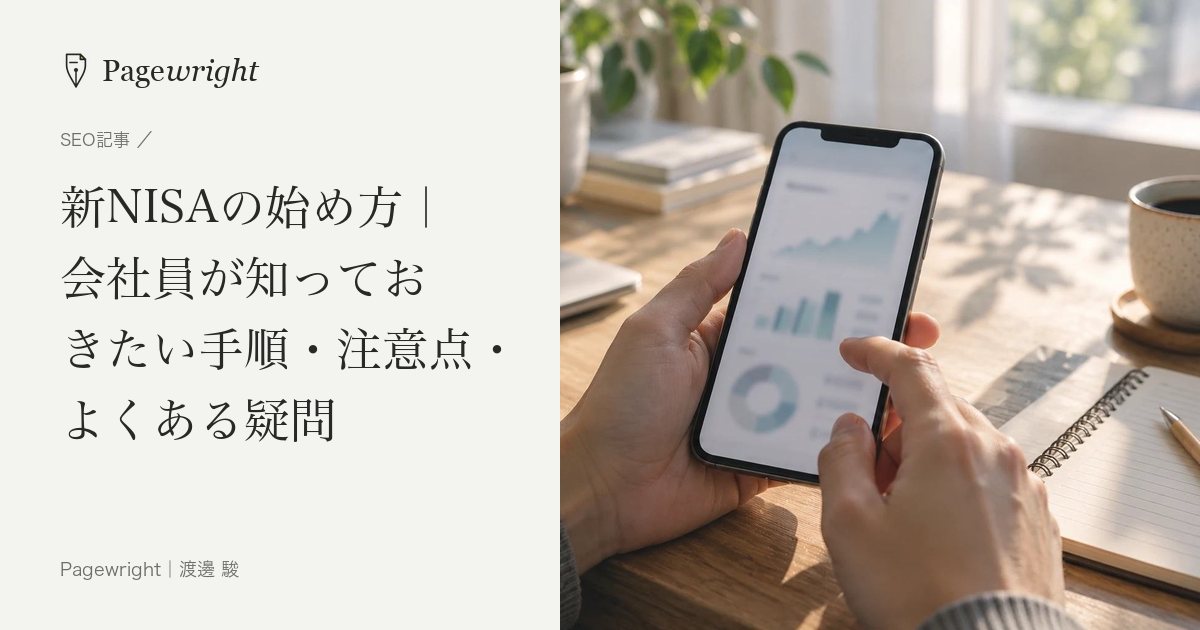 Pagewright
SEO記事 ／
新NISAの始め方｜
会社員が知ってお
きたい手順・注意点・
よくある疑問
Pagewright｜渡邊 駿